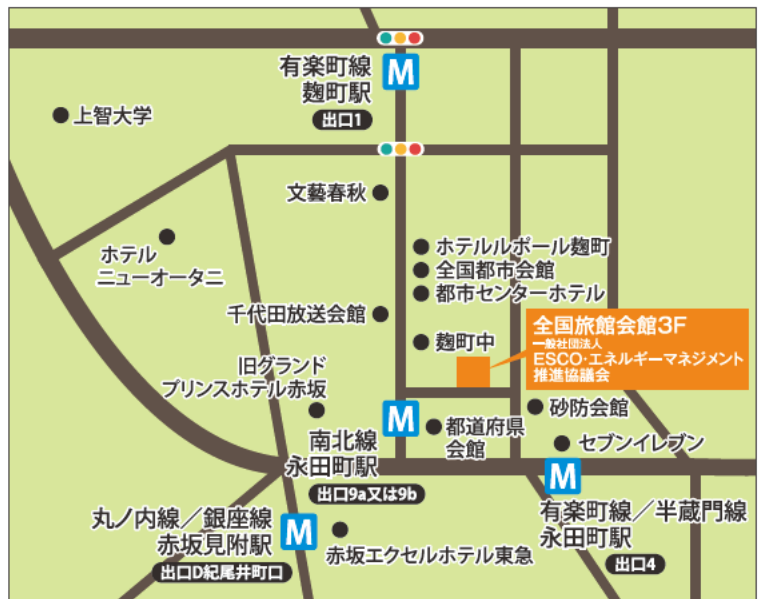 有楽町線
麹町駅
出口1
上智大学
文藝春秋
ホテル
ニューオータニ
ホテルルポール麹町
全国都市会館
都市センターホテル
千代田放送会館
麹町中
全国旅館会館3F
一般社団法人
ESCO・エネルギーマネジメント
推進協議会
旧グランド
プリンスホテル赤坂
M
M
都道府県
会館
砂防会館
セブンイレブン
南北線
永田町駅
出口9a又は9b
M
有楽町線／半蔵門線
永田町駅
出口4
丸ノ内線／銀座線
赤坂見附駅
出口D紀尾井町口
M
赤坂エクセルホテル東急